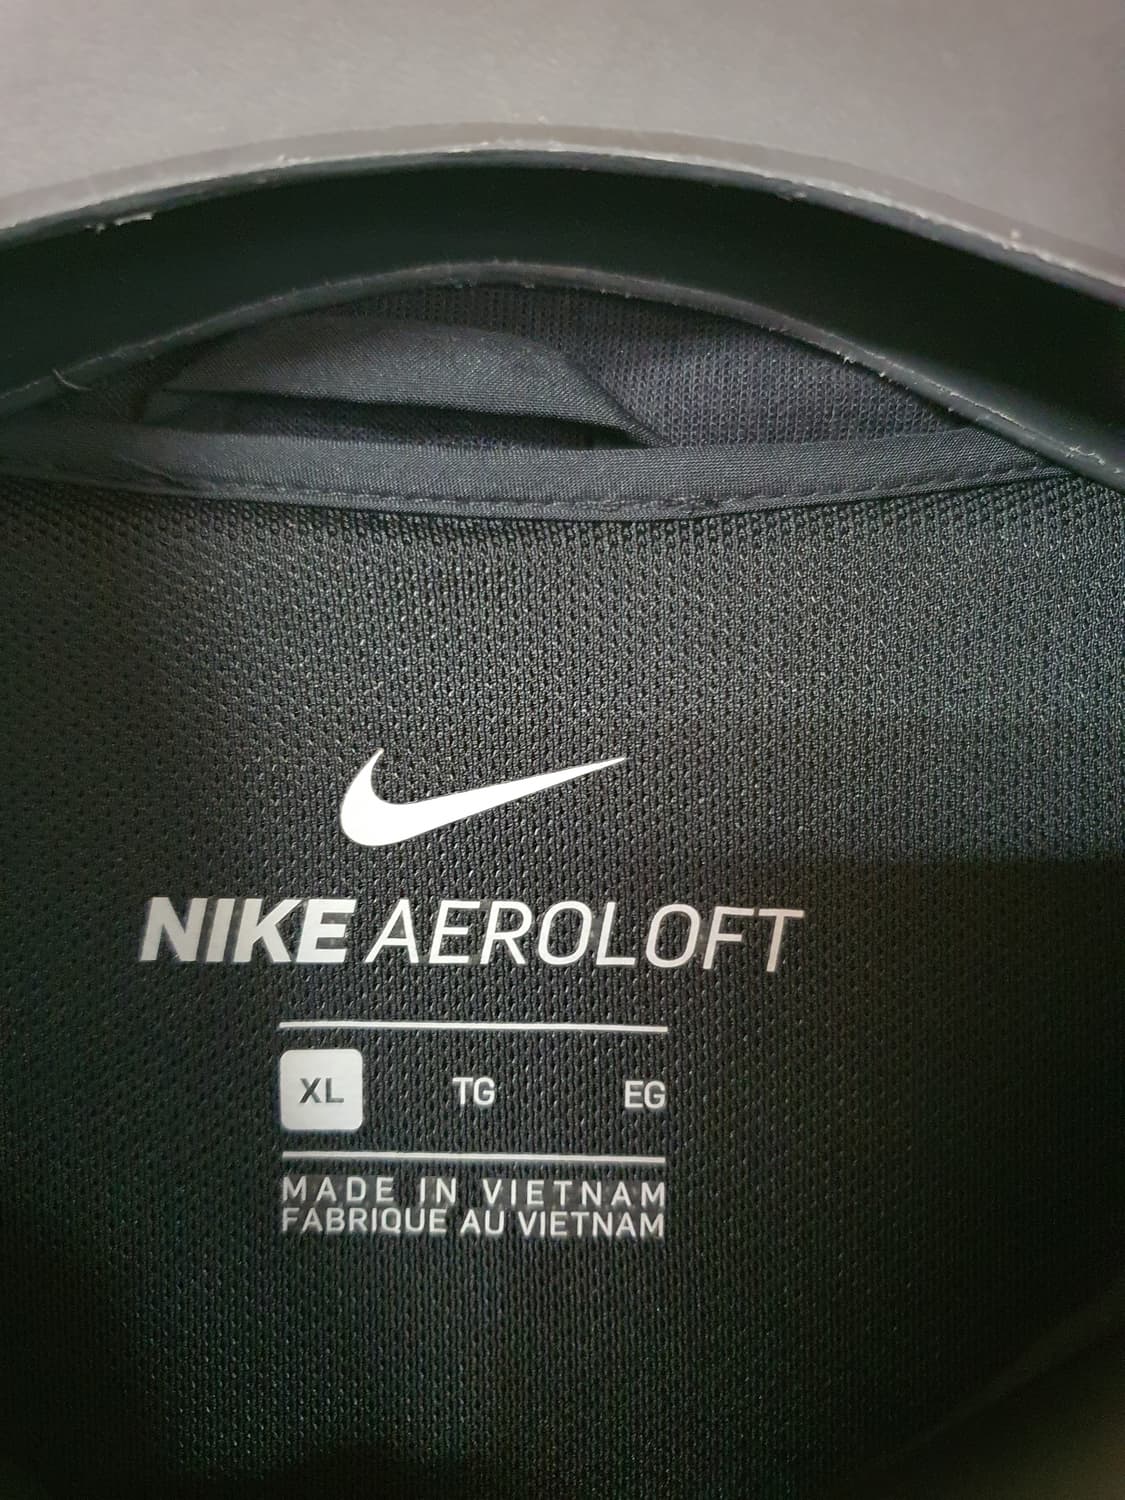 NIKE AEROLOFT
XL TG EG
MADE IN VIETNAM
FABRIQUE AU VIETNAM